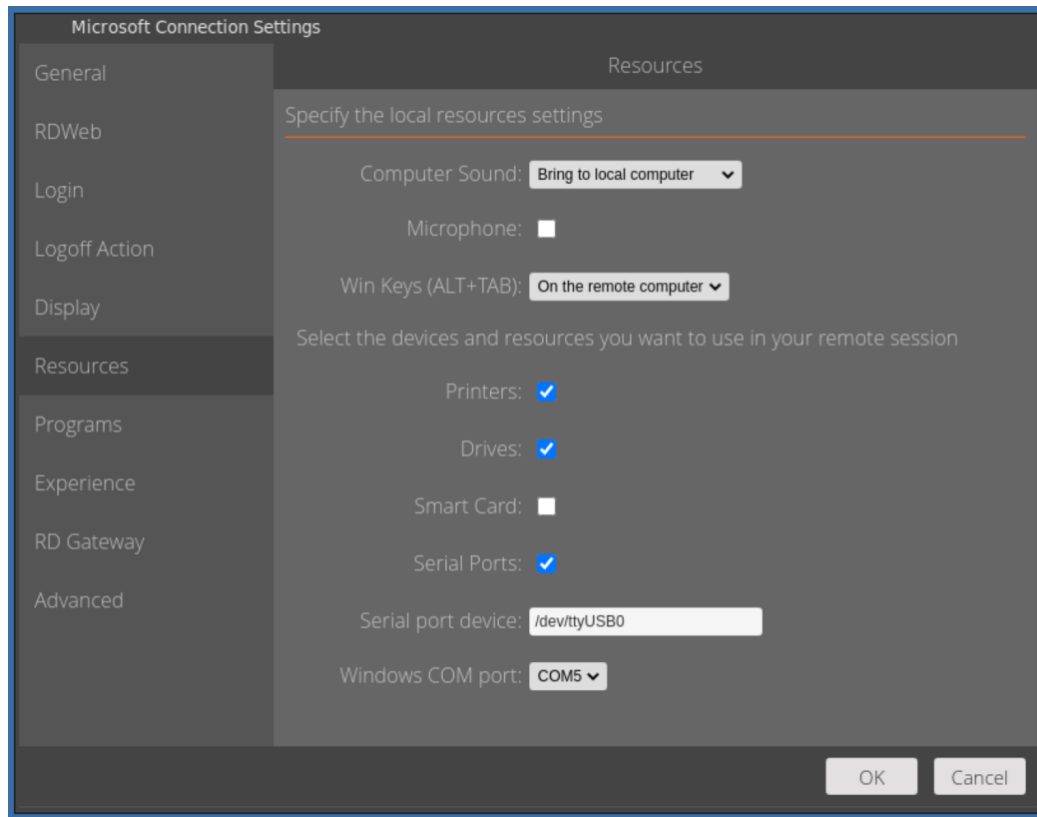 Microsoft Connection Settings
General
RDWeb
Login
Logoff Action
Display
Resources
Programs
Experience
RD Gateway
Advanced
Resources
Specify the local resources settings
Computer Sound: Bring to local computer
Microphone:
Win Keys (ALT+TAB): On the remote computer
Select the devices and resources you want to use in your remote session
Printers:
Drives:
Smart Card:
Serial Ports:
Serial port device: /dev/ttyUSB0
Windows COM port: COM5
OK Cancel